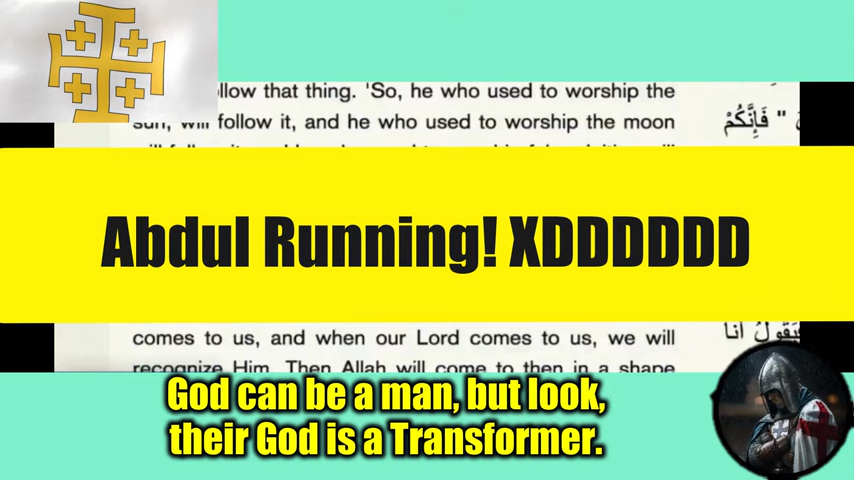 llow that thing. 'So, he who used to worship the
sun, will follow it, and he who used to worship the moon
فَإِنَّكُمْ "
Abdul Running! XDDDDDD
comes to us, and when our Lord comes to us, we will
recognize Him. Then Allah will come to then in a shape
فَيَقُولُ أَنَا
God can be a man, but look,
their God is a Transformer.